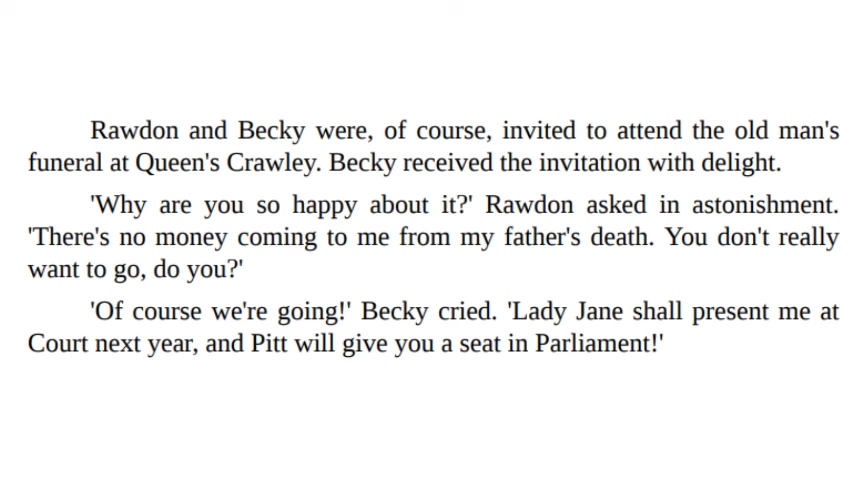 Rawdon and Becky were, of course, invited to attend the old man's
funeral at Queen's Crawley. Becky received the invitation with delight.
'Why are you so happy about it?' Rawdon asked in astonishment.
'There's no money coming to me from my father's death. You don't really
want to go, do you?'
'Of course we're going!' Becky cried. 'Lady Jane shall present me at
Court next year, and Pitt will give you a seat in Parliament!'